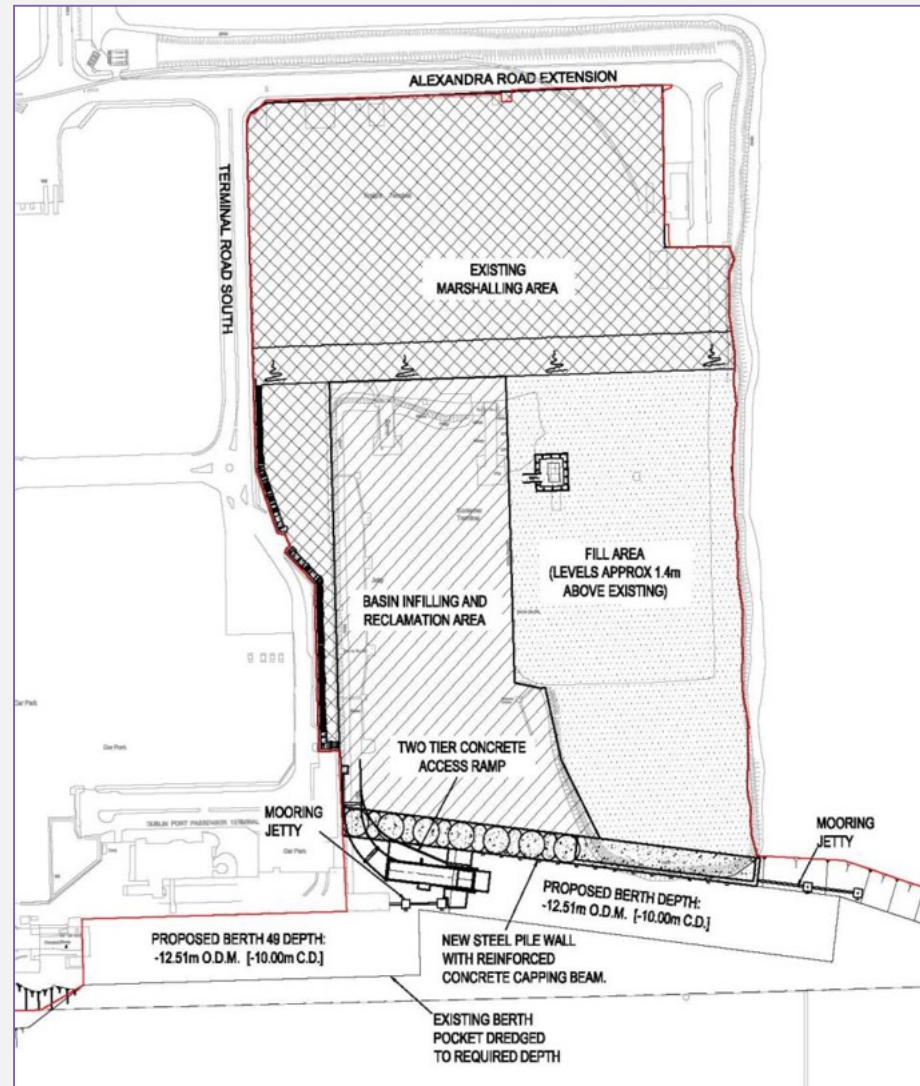 ALEXANDRA ROAD EXTENSION
TERMINAL ROAD SOUTH
EXISTING
MARSHALLING AREA
FILL AREA
(LEVELS APPROX 1.4m
ABOVE EXISTING)
BASIN INFILLING AND
RECLAMATION AREA
Car Park
Car Park
TWO TIER CONCRETE
ACCESS RAMP
MOORING
JETTY
DUBLIN PORT PASSENGER TERMINAL
Car Park
MOORING
JETTY
PROPOSED BERTH DEPTH:
-12.51m O.D.M. [-10.00m C.D.]
PROPOSED BERTH 49 DEPTH:
-12.51m O.D.M. [-10.00m C.D.]
NEW STEEL PILE WALL
WITH REINFORCED
CONCRETE CAPPING BEAM.
EXISTING BERTH
POCKET DREDGED
TO REQUIRED DEPTH